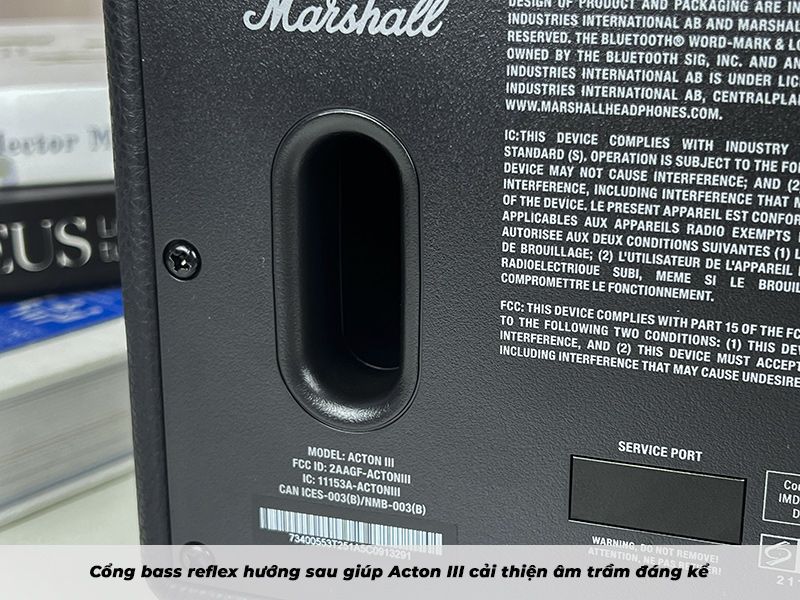 Marshall
DESIGN OF PRODUCT AND PACKAGING ARE IN
INDUSTRIES INTERNATIONAL AB AND MARSHAL
RESERVED. THE BLUETOOTH® WORD-MARK & LO
OWNED BY THE BLUETOOTH SIG, INC. AND AN
INDUSTRIES INTERNATIONAL AB IS UNDER LIC
INDUSTRIES INTERNATIONAL AB, CENTRALPLA
WWW.MARSHALLHEADPHONES.COM.
IC:THIS DEVICE COMPLIES WITH INDUSTRY
STANDARD (S). OPERATION IS SUBJECT TO THE FO
DEVICE MAY NOT CAUSE INTERFERENCE; AND (2)
INTERFERENCE, INCLUDING INTERFERENCE THAT M
OF THE DEVICE. LE PRESENT APPAREIL EST CONFOR
APPLICABLES AUX APPAREILS RADIO EXEMPTS
AUTORISEE AUX DEUX CONDITIONS SUIVANTES (1) L
DE BROUILLAGE; (2) L'UTILISATEUR DE L'APPAREIL
RADIOELECTRIQUE SUBI, MEME SI LE BROUIL
COMPROMETTRE LE FONCTIONNEMENT.
FCC: THIS DEVICE COMPLIES WITH PART 15 OF THE FC
TO THE FOLLOWING TWO CONDITIONS: (1) THIS DEV
INTERFERENCE, AND (2) THIS DEVICE MUST ACCEPT
INCLUDING INTERFERENCE THAT MAY CAUSE UNDESIRE
lector M
EUS
MODEL: ACTON III
FCC ID: 2AAGF-ACTONIII
IC: 11153A-ACTONIII
CAN ICES-003(B)/NMB-003(B)
SERVICE PORT
Con
IMD
D
WARNING, DO NOT REMOVE!
Cổng bass reflex hướng sau giúp Acton III cải thiện âm trầm đáng kể